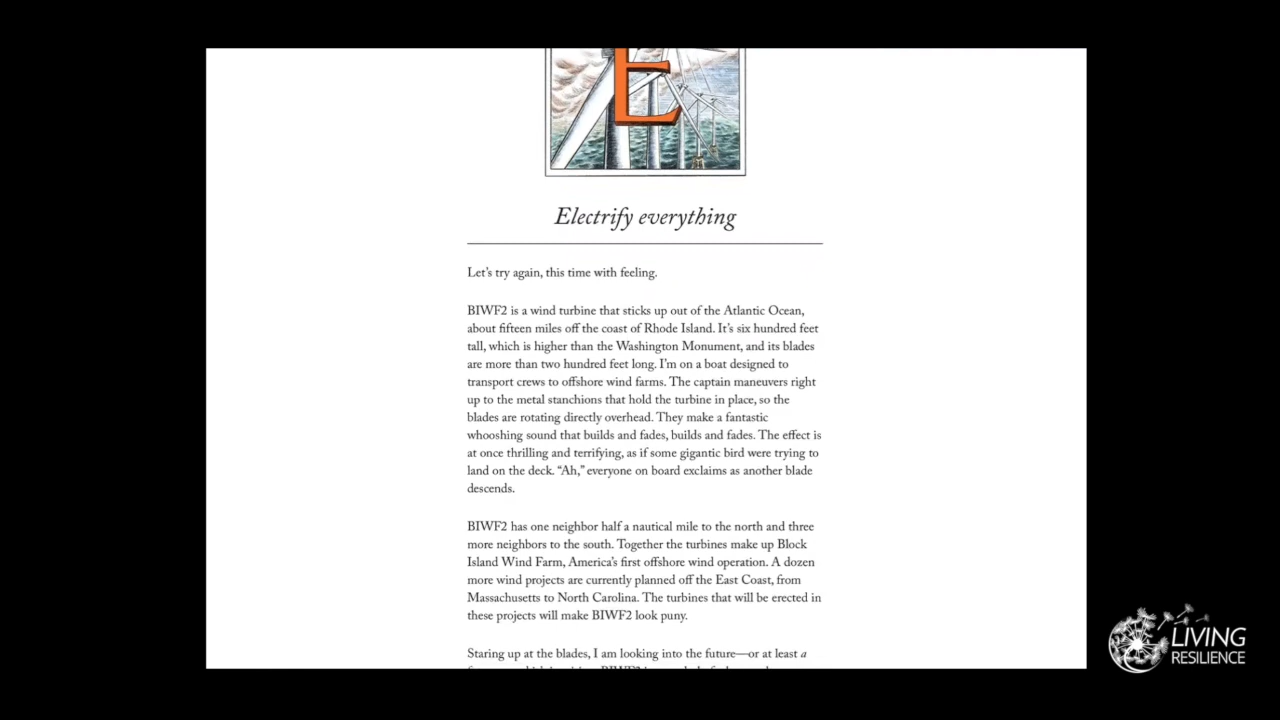 E
Electrify everything
Let's try again, this time with feeling.
BIWF2 is a wind turbine that sticks up out of the Atlantic Ocean,
about fifteen miles off the coast of Rhode Island. It's six hundred feet
tall, which is higher than the Washington Monument, and its blades
are more than two hundred feet long. I'm on a boat designed to
transport crews to offshore wind farms. The captain maneuvers right
up to the metal stanchions that hold the turbine in place, so the
blades are rotating directly overhead. They make a fantastic
whooshing sound that builds and fades, builds and fades. The effect is
at once thrilling and terrifying, as if some gigantic bird were trying to
land on the deck. “Ah,” everyone on board exclaims as another blade
descends.
BIWF2 has one neighbor half a nautical mile to the north and three
more neighbors to the south. Together the turbines make up Block
Island Wind Farm, America's first offshore wind operation. A dozen
more wind projects are currently planned off the East Coast, from
Massachusetts to North Carolina. The turbines that will be erected in
these projects will make BIWF2 look puny.
Staring up at the blades, I am looking into the future—or at least a
LIVING
RESILIENCE